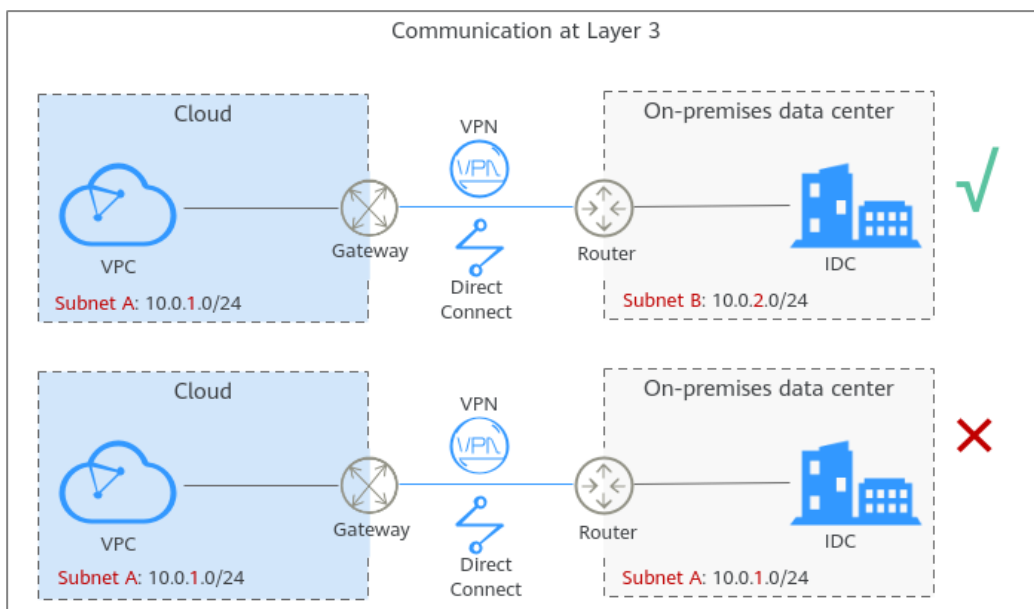 Communication at Layer 3
Cloud
VPN
VPN
On-premises data center
√
VPC
Gateway
Direct
Connect
Router
IDC
Subnet A: 10.0.1.0/24
Subnet B: 10.0.2.0/24
Cloud
VPN
VPN
On-premises data center
VPC
Gateway
Direct
Connect
Router
IDC
Subnet A: 10.0.1.0/24
Subnet A: 10.0.1.0/24